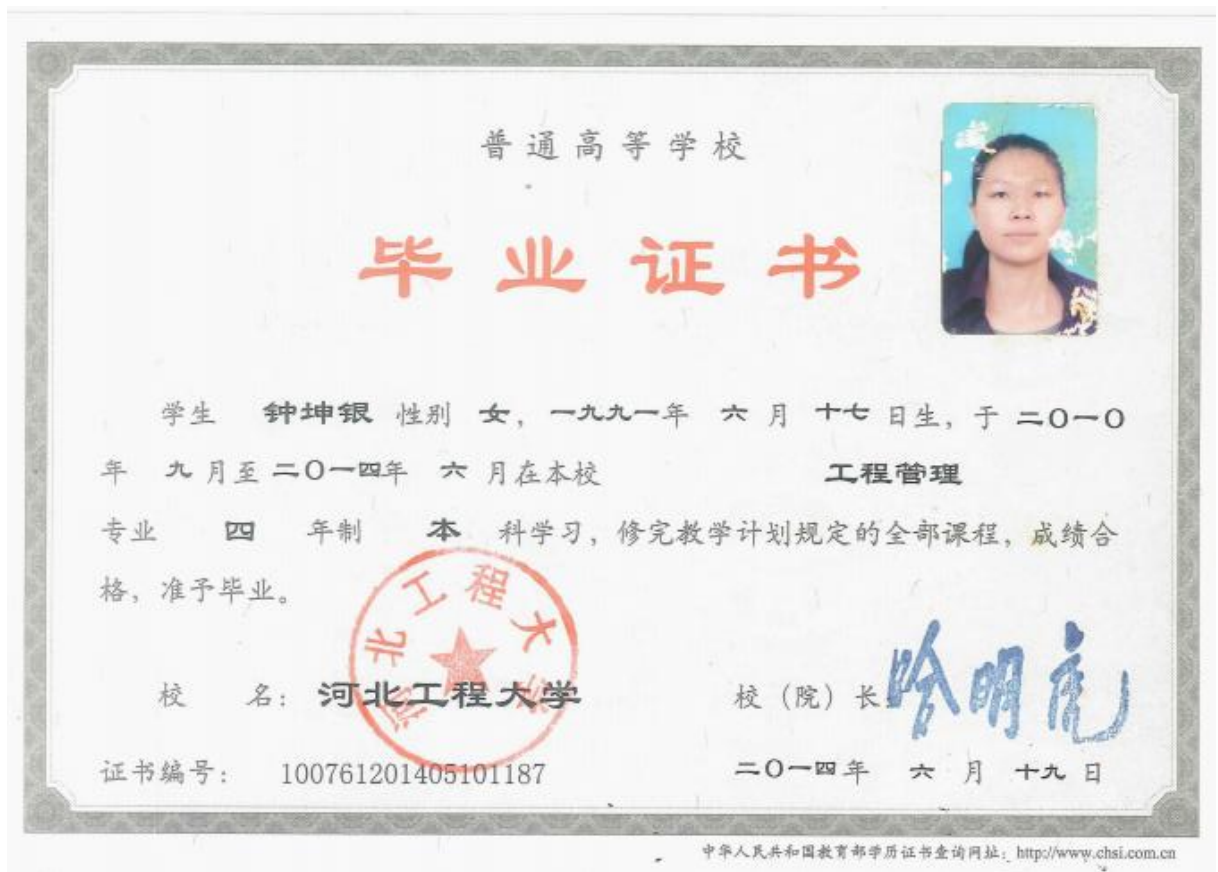 普通高等学校
毕业证书
学生 钟坤银 性别 女，一九九一年 六 月 十七 日生，于 二〇一〇
年 九 月至 二〇一四年 六 月在本校 工程管理
专业 四 年制 本 科学习，修完教学计划规定的全部课程，成绩合
格，准予毕业。
河北工程大学
校 名：河北工程大学 校（院）长：哈明虎
证书编号： 100761201405101187 二〇一四年 六 月 十九 日
中华人民共和国教育部学历证书查询网址：http://www.chsi.com.cn